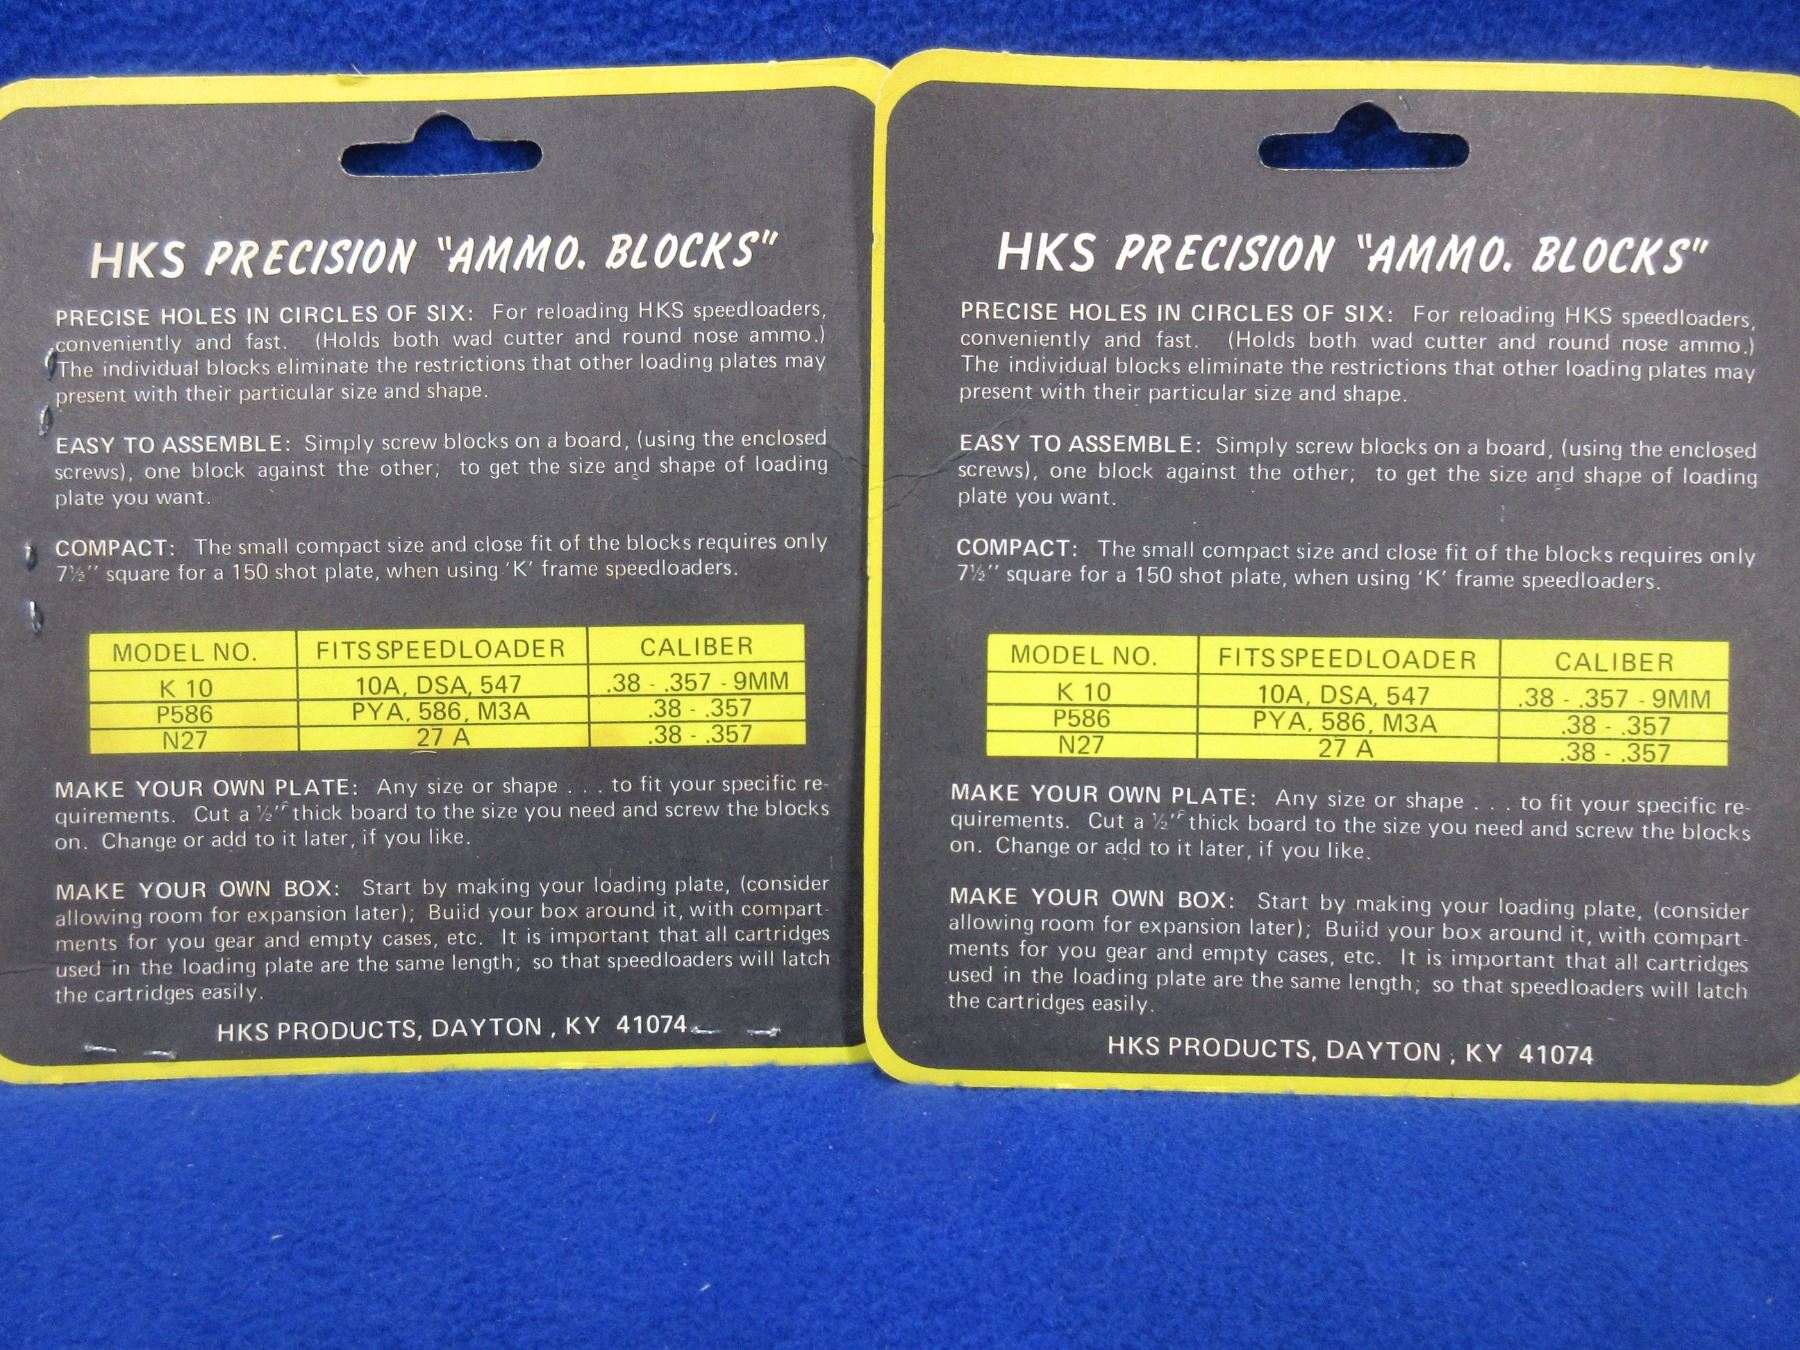 HKS PRECISION "AMMO. BLOCKS"
PRECISE HOLES IN CIRCLES OF SIX: For reloading HKS speedloaders,
conveniently and fast. (Holds both wad cutter and round nose ammo.)
The individual blocks eliminate the restrictions that other loading plates may
present with their particular size and shape.
EASY TO ASSEMBLE: Simply screw blocks on a board, (using the enclosed
screws), one block against the other; to get the size and shape of loading
plate you want.
COMPACT: The small compact size and close fit of the blocks requires only
7½" square for a 150 shot plate, when using 'K' frame speedloaders.
MODEL NO. FITS SPEEDLOADER CALIBER
K 10 10A, DSA, 547 .38 - .357 - 9MM
P586 PYA, 586, M3A .38 - .357
N27 27 A .38 - .357
MAKE YOUR OWN PLATE: Any size or shape . . . to fit your specific re-
quirements. Cut a ½" thick board to the size you need and screw the blocks
on. Change or add to it later, if you like.
MAKE YOUR OWN BOX: Start by making your loading plate, (consider
allowing room for expansion later); Buiid your box around it, with compart-
ments for you gear and empty cases, etc. It is important that all cartridges
used in the loading plate are the same length; so that speedloaders will latch
the cartridges easily.
HKS PRODUCTS, DAYTON , KY 41074
HKS PRECISION "AMMO. BLOCKS"
PRECISE HOLES IN CIRCLES OF SIX: For reloading HKS speedloaders,
conveniently and fast. (Holds both wad cutter and round nose ammo.)
The individual blocks eliminate the restrictions that other loading plates may
present with their particular size and shape.
EASY TO ASSEMBLE: Simply screw blocks on a board, (using the enclosed
screws), one block against the other; to get the size and shape of loading
plate you want.
COMPACT: The small compact size and close fit of the blocks requires only
7½" square for a 150 shot plate, when using 'K' frame speedloaders.
MODEL NO. FITS SPEEDLOADER CALIBER
K 10 10A, DSA, 547 .38 - .357 - 9MM
P586 PYA, 586, M3A .38 - .357
N27 27 A .38 - .357
MAKE YOUR OWN PLATE: Any size or shape . . . to fit your specific re-
quirements. Cut a ½" thick board to the size you need and screw the blocks
on. Change or add to it later, if you like.
MAKE YOUR OWN BOX: Start by making your loading plate, (consider
allowing room for expansion later); Buiid your box around it, with compart-
ments for you gear and empty cases, etc. It is important that all cartridges
used in the loading plate are the same length; so that speedloaders will latch
the cartridges easily.
HKS PRODUCTS, DAYTON , KY 41074